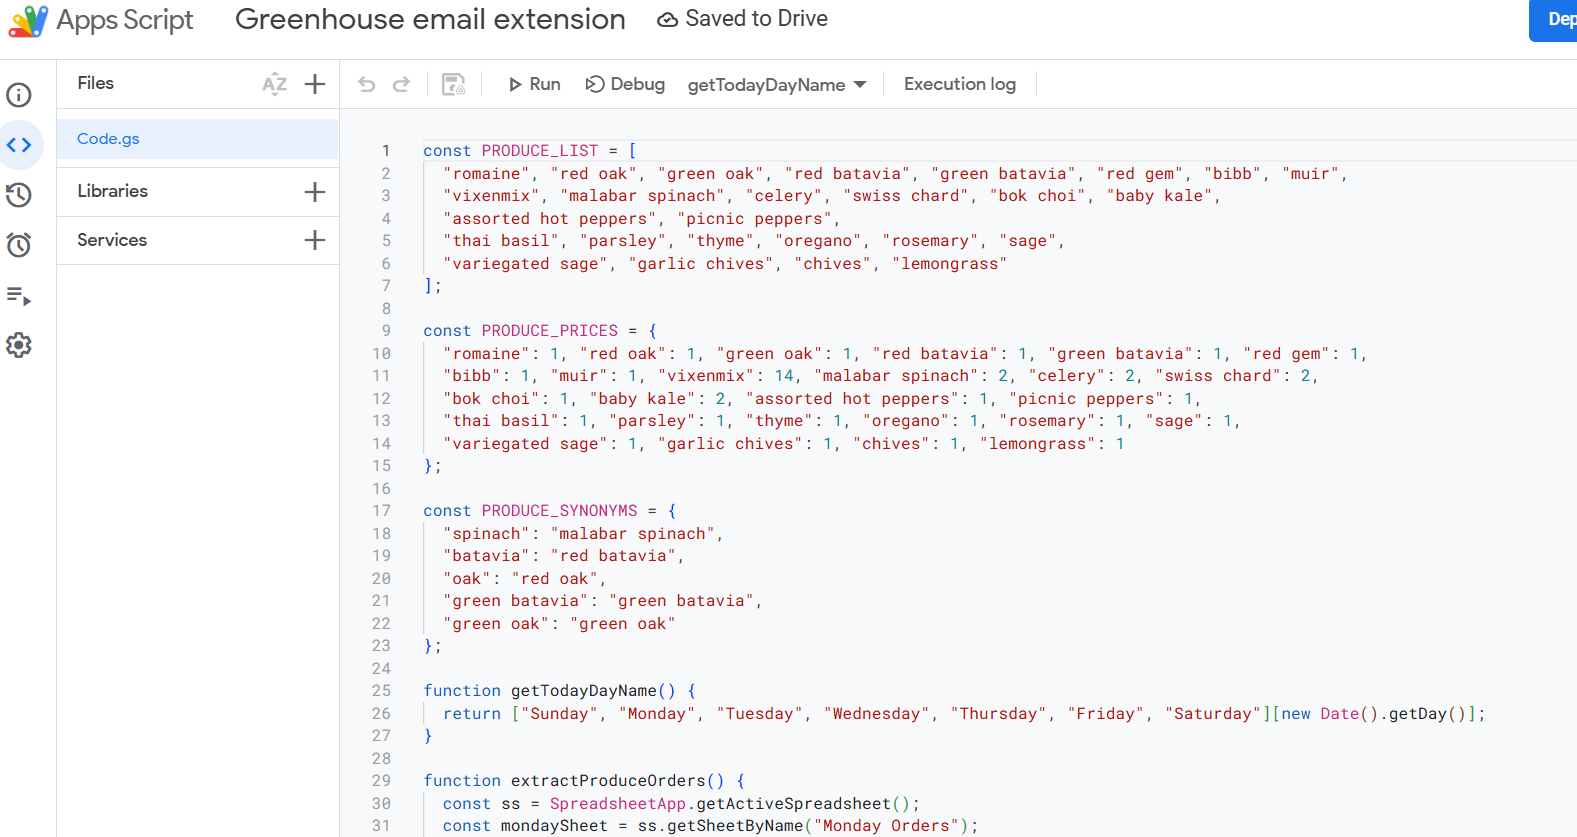 Apps Script Greenhouse email extension Saved to Drive Dep
Files AZ Run Debug getTodayDayName Execution log
Code.gs
Libraries
Services
1 const PRODUCE_LIST = [
2 "romaine", "red oak", "green oak", "red batavia", "green batavia", "red gem", "bibb", "muir",
3 "vixenmix", "malabar spinach", "celery", "swiss chard", "bok choi", "baby kale",
4 "assorted hot peppers", "picnic peppers",
5 "thai basil", "parsley", "thyme", "oregano", "rosemary", "sage",
6 "variegated sage", "garlic chives", "chives", "lemongrass"
7 ];
8
9 const PRODUCE_PRICES = {
10 "romaine": 1, "red oak": 1, "green oak": 1, "red batavia": 1, "green batavia": 1, "red gem": 1,
11 "bibb": 1, "muir": 1, "vixenmix": 14, "malabar spinach": 2, "celery": 2, "swiss chard": 2,
12 "bok choi": 1, "baby kale": 2, "assorted hot peppers": 1, "picnic peppers": 1,
13 "thai basil": 1, "parsley": 1, "thyme": 1, "oregano": 1, "rosemary": 1, "sage": 1,
14 "variegated sage": 1, "garlic chives": 1, "chives": 1, "lemongrass": 1
15 };
16
17 const PRODUCE_SYNONYMS = {
18 "spinach": "malabar spinach",
19 "batavia": "red batavia",
20 "oak": "red oak",
21 "green batavia": "green batavia",
22 "green oak": "green oak"
23 };
24
25 function getTodayDayName() {
26 return ["Sunday", "Monday", "Tuesday", "Wednesday", "Thursday", "Friday", "Saturday"][new Date().getDay()];
27 }
28
29 function extractProduceOrders() {
30 const ss = SpreadsheetApp.getActiveSpreadsheet();
31 const mondaySheet = ss.getSheetByName("Monday Orders");